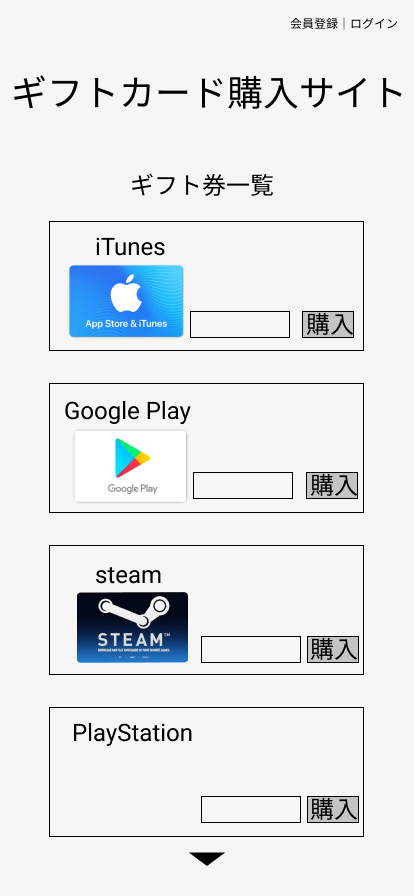 会員登録｜ログイン
ギフトカード購入サイト
ギフト券一覧
iTunes
App Store & iTunes
購入
Google Play
Google Play
購入
steam
STEAM™
購入
PlayStation
購入